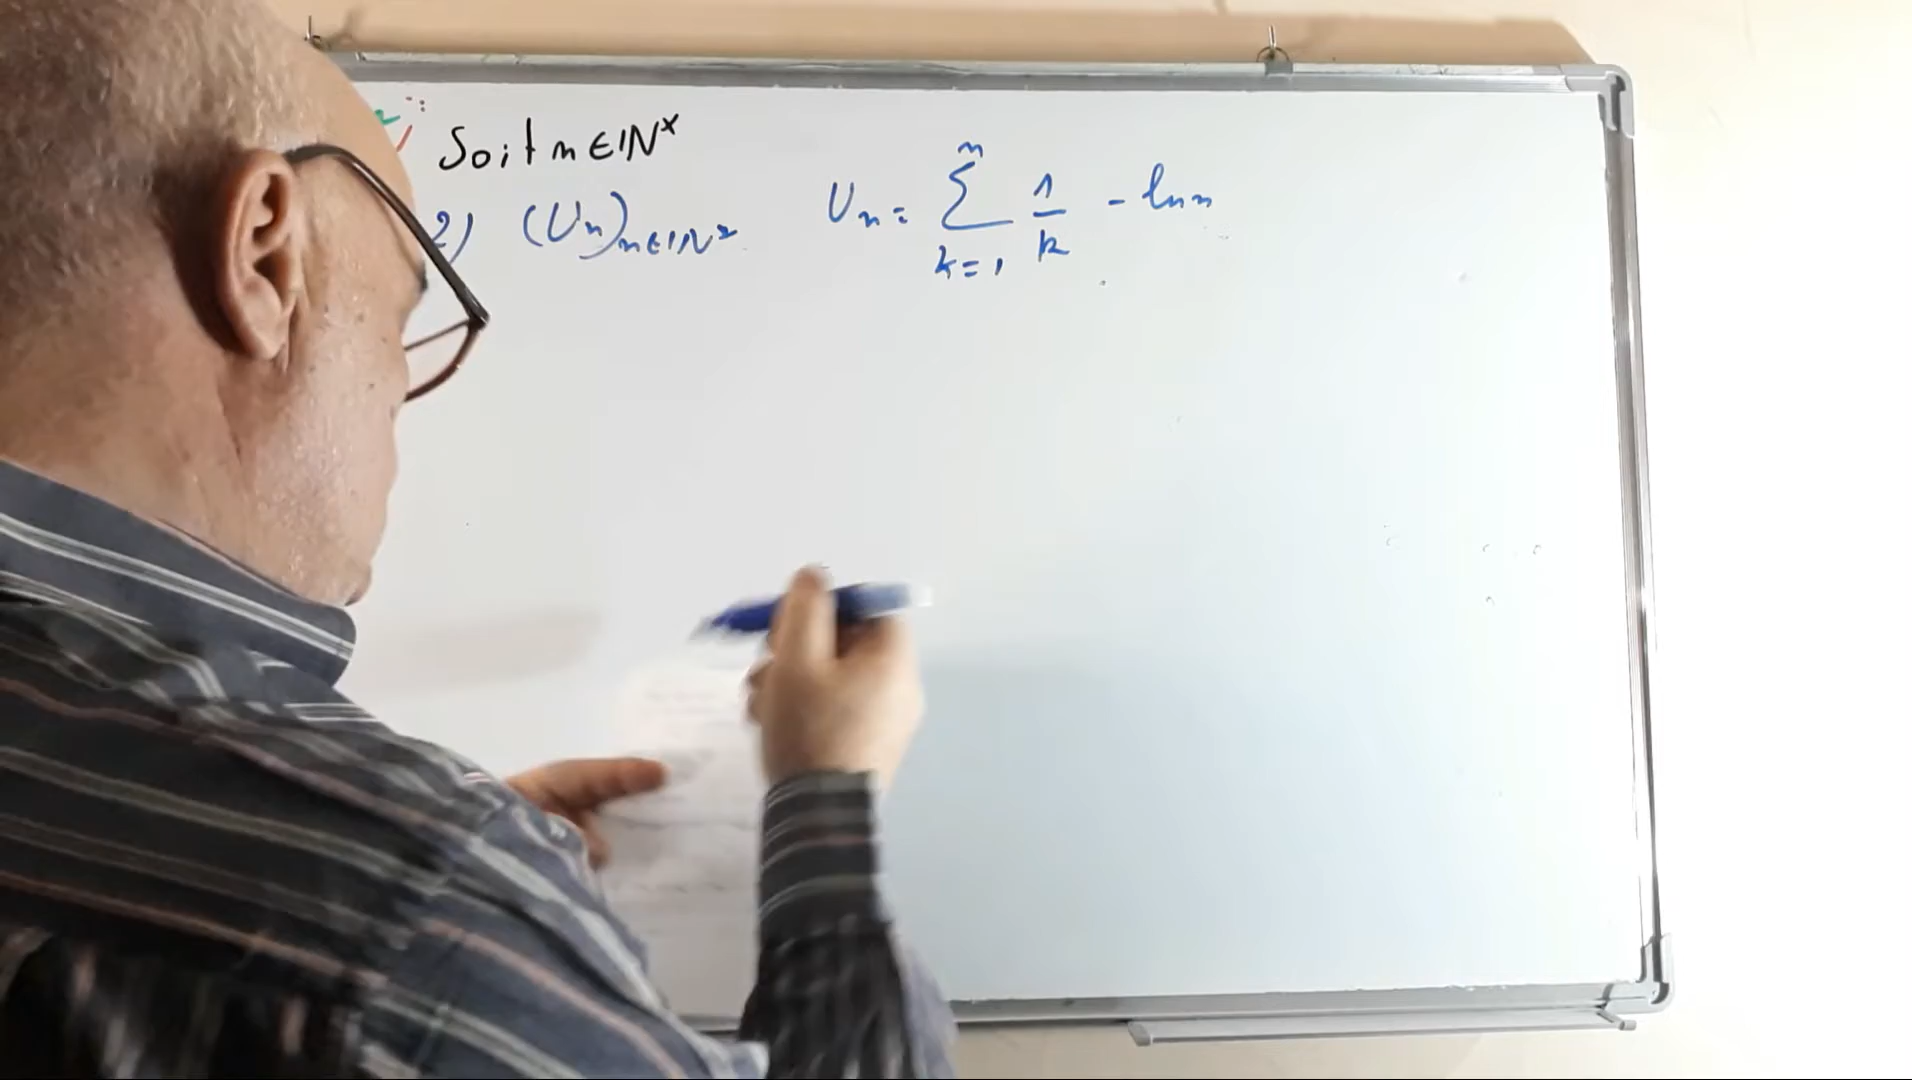 Soit n ∈ IN*
2) (Un)n∈IN* Un = ∑_{k=1}^{n} 1/k - ln n